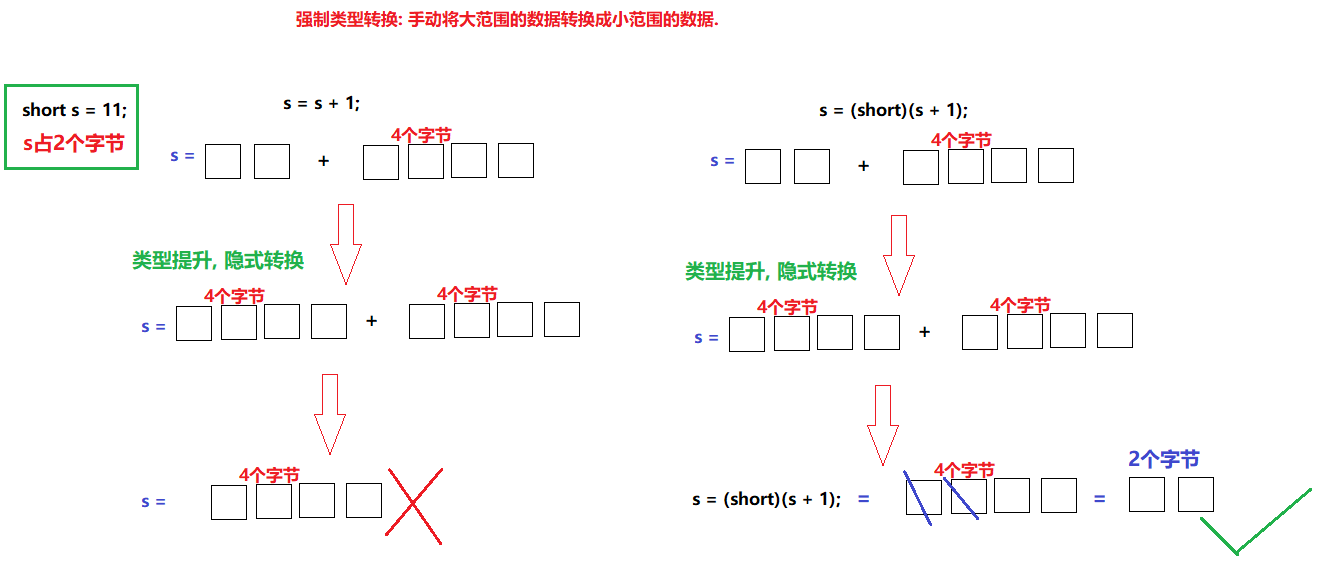 强制类型转换: 手动将大范围的数据转换成小范围的数据.
short s = 11;
s占2个字节
s = s + 1;
4个字节
s =
+
类型提升, 隐式转换
4个字节
4个字节
s =
+
4个字节
s =
s = (short)(s + 1);
4个字节
s =
+
类型提升, 隐式转换
4个字节
4个字节
s =
+
4个字节
2个字节
s = (short)(s + 1); = =